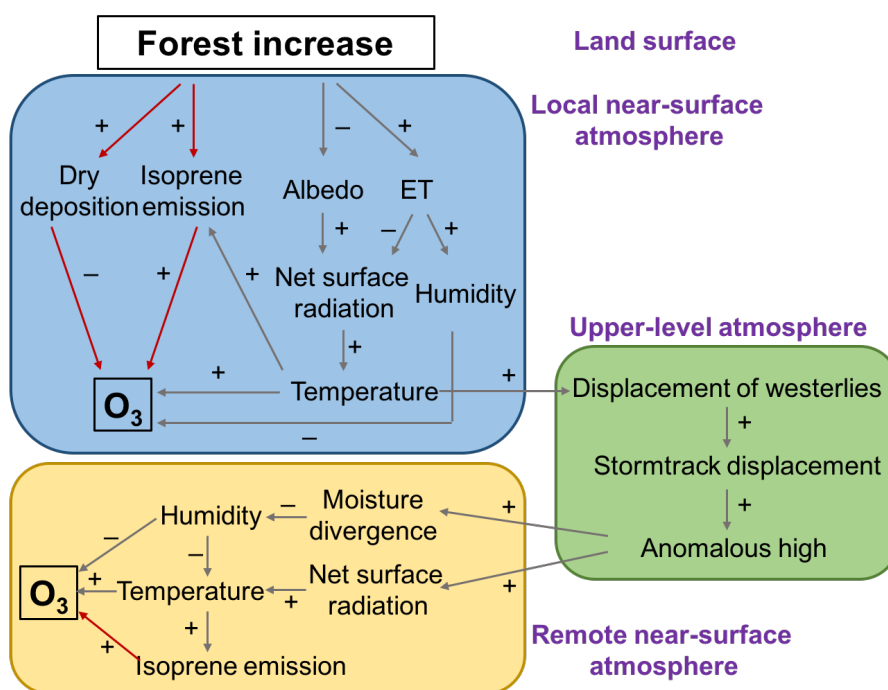 Forest increase
Land surface
Local near-surface
atmosphere
+
+
–
+
Dry
deposition
Isoprene
emission
Albedo
ET
–
+
+
+
–
+
Net surface
radiation
Humidity
+
Upper-level atmosphere
+
Temperature
+
O₃
–
Displacement of westerlies
+
Stormtrack displacement
+
Anomalous high
Humidity
–
Moisture
divergence
+
–
–
O₃
+
Temperature
+
Net surface
radiation
+
+
+
Isoprene emission
Remote near-surface
atmosphere